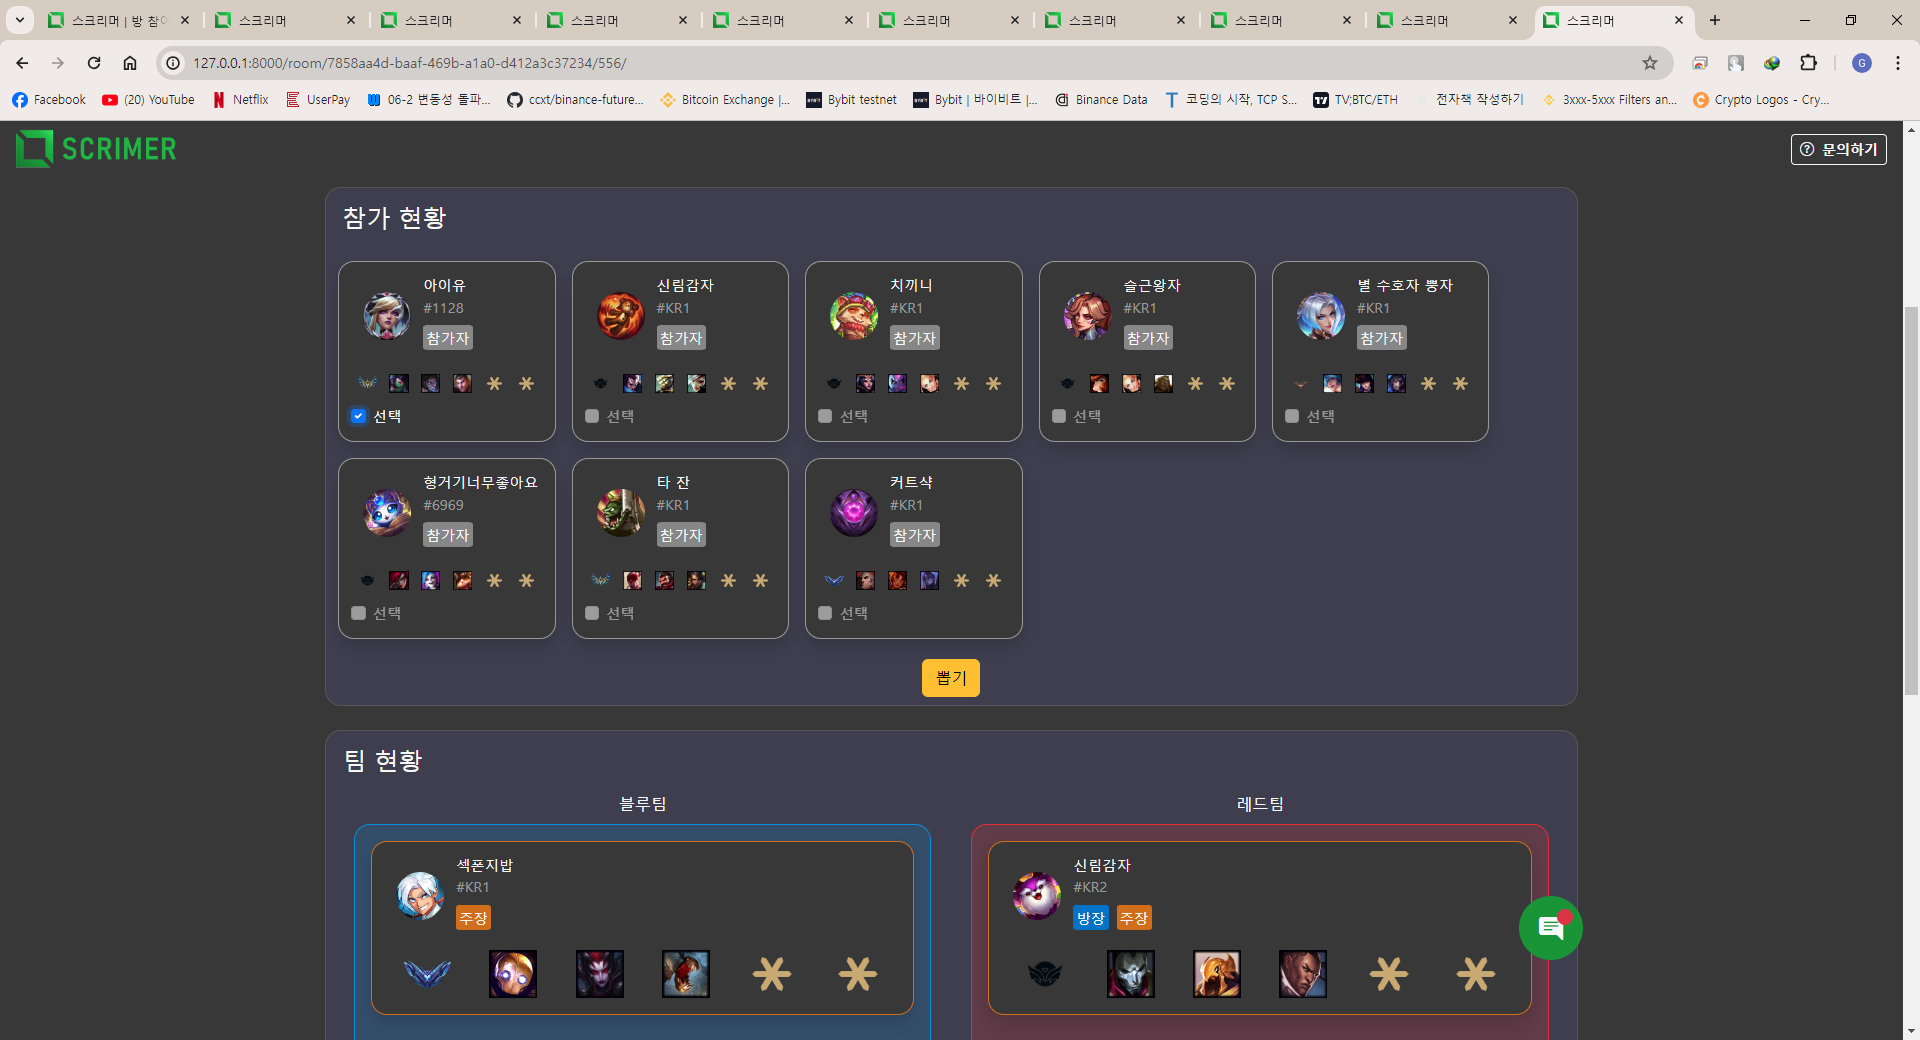 스크리머 | 방 참여
스크리머
스크리머
스크리머
스크리머
스크리머
스크리머
스크리머
스크리머
스크리머
127.0.0.1:8000/room/7858aa4d-baaf-469b-a1a0-d412a3c37234/556/
G
Facebook
(20) YouTube
Netflix
UserPay
06-2 변동성 돌파...
ccxt/binance-future...
Bitcoin Exchange |...
Bybit testnet
Bybit | 바이비트 |...
Binance Data
코딩의 시작, TCP S...
TV;BTC/ETH
전자책 작성하기
3xxx-5xxx Filters an...
Crypto Logos - Cry...
SCRIMER
문의하기
참가 현황
아이유
#1128
참가자
선택
신림감자
#KR1
참가자
선택
치끼니
#KR1
참가자
선택
슬근왕자
#KR1
참가자
선택
별 수호자 뿡자
#KR1
참가자
선택
형거기너무좋아요
#6969
참가자
선택
타 잔
#KR1
참가자
선택
커트샥
#KR1
참가자
선택
뽑기
팀 현황
블루팀
섹폰지밥
#KR1
주장
레드팀
신림감자
#KR2
방장 주장